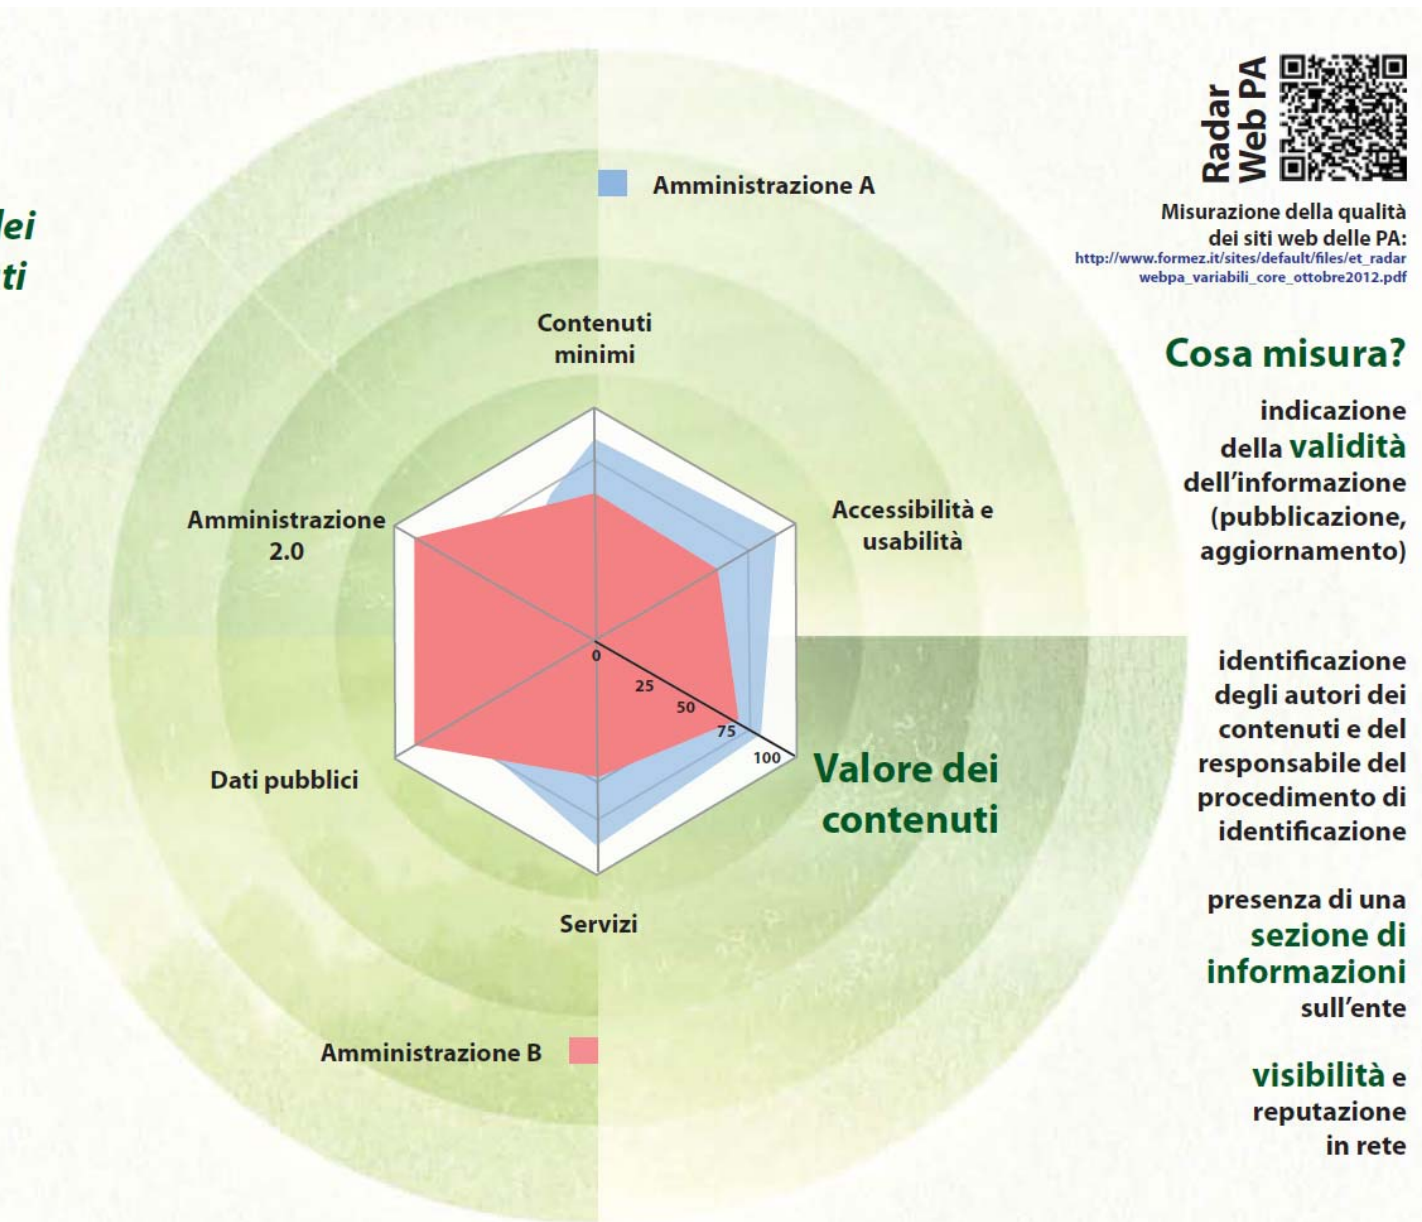 lei
ti
Radar
Web PA
Misurazione della qualità
dei siti web delle PA:
http://www.formez.it/sites/default/files/et_radar
webpa_variabili_core_ottobre2012.pdf
Amministrazione A
Contenuti
minimi
Accessibilità e
usabilità
Amministrazione
2.0
0
25
50
75
100
Dati pubblici
Valore dei
contenuti
Servizi
Amministrazione B
Cosa misura?
indicazione
della validità
dell’informazione
(pubblicazione,
aggiornamento)
identificazione
degli autori dei
contenuti e del
responsabile del
procedimento di
identificazione
presenza di una
sezione di
informazioni
sull’ente
visibilità e
reputazione
in rete